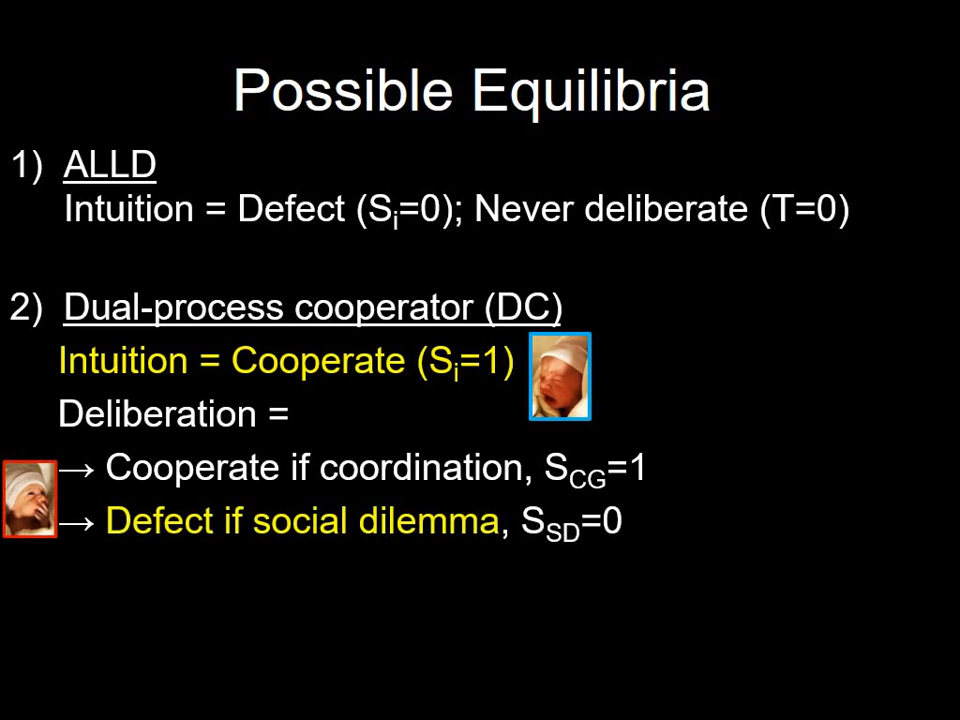 Possible Equilibria
1) ALLD
Intuition = Defect (Si=0); Never deliberate (T=0)
2) Dual-process cooperator (DC)
Intuition = Cooperate (Si=1)
Deliberation =
→ Cooperate if coordination, SCG=1
→ Defect if social dilemma, SSD=0